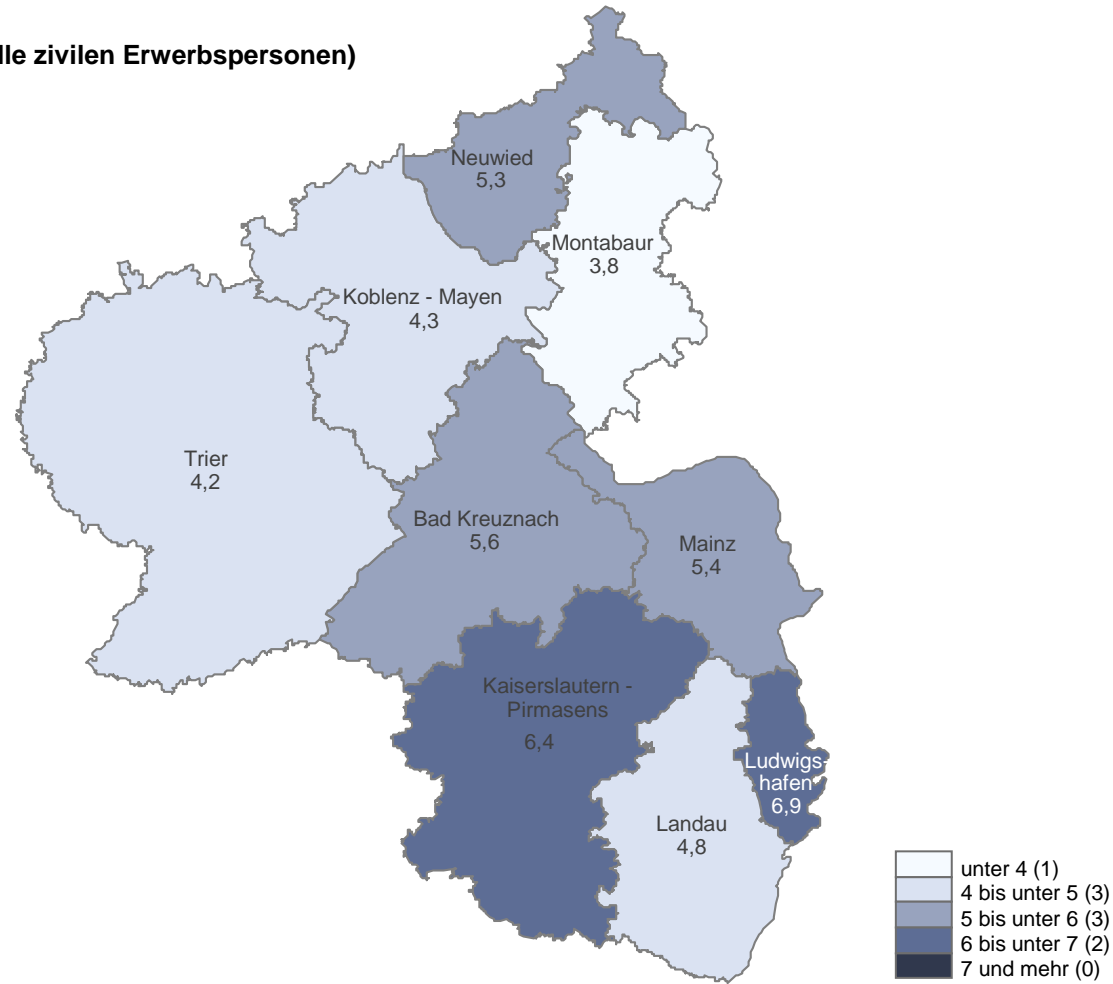 lle zivilen Erwerbspersonen)
Neuwied
5,3
Montabaur
3,8
Koblenz - Mayen
4,3
Trier
4,2
Bad Kreuznach
5,6
Mainz
5,4
Kaiserslautern -
Pirmasens
6,4
Ludwigs-
hafen
6,9
Landau
4,8
unter 4 (1)
4 bis unter 5 (3)
5 bis unter 6 (3)
6 bis unter 7 (2)
7 und mehr (0)